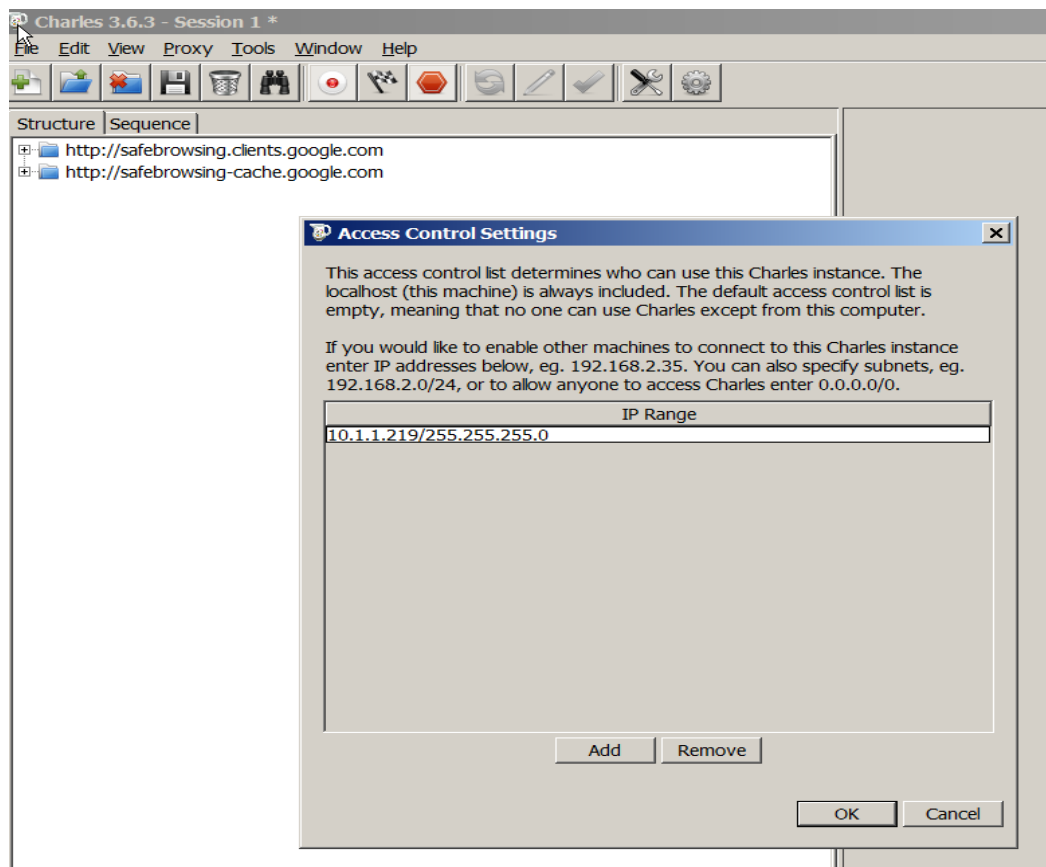 Charles 3.6.3 - Session 1 *
File Edit View Proxy Tools Window Help
Structure Sequence
http://safebrowsing.clients.google.com
http://safebrowsing-cache.google.com
Access Control Settings
This access control list determines who can use this Charles instance. The
localhost (this machine) is always included. The default access control list is
empty, meaning that no one can use Charles except from this computer.
If you would like to enable other machines to connect to this Charles instance
enter IP addresses below, eg. 192.168.2.35. You can also specify subnets, eg.
192.168.2.0/24, or to allow anyone to access Charles enter 0.0.0.0/0.
IP Range
10.1.1.219/255.255.255.0
Add Remove
OK Cancel